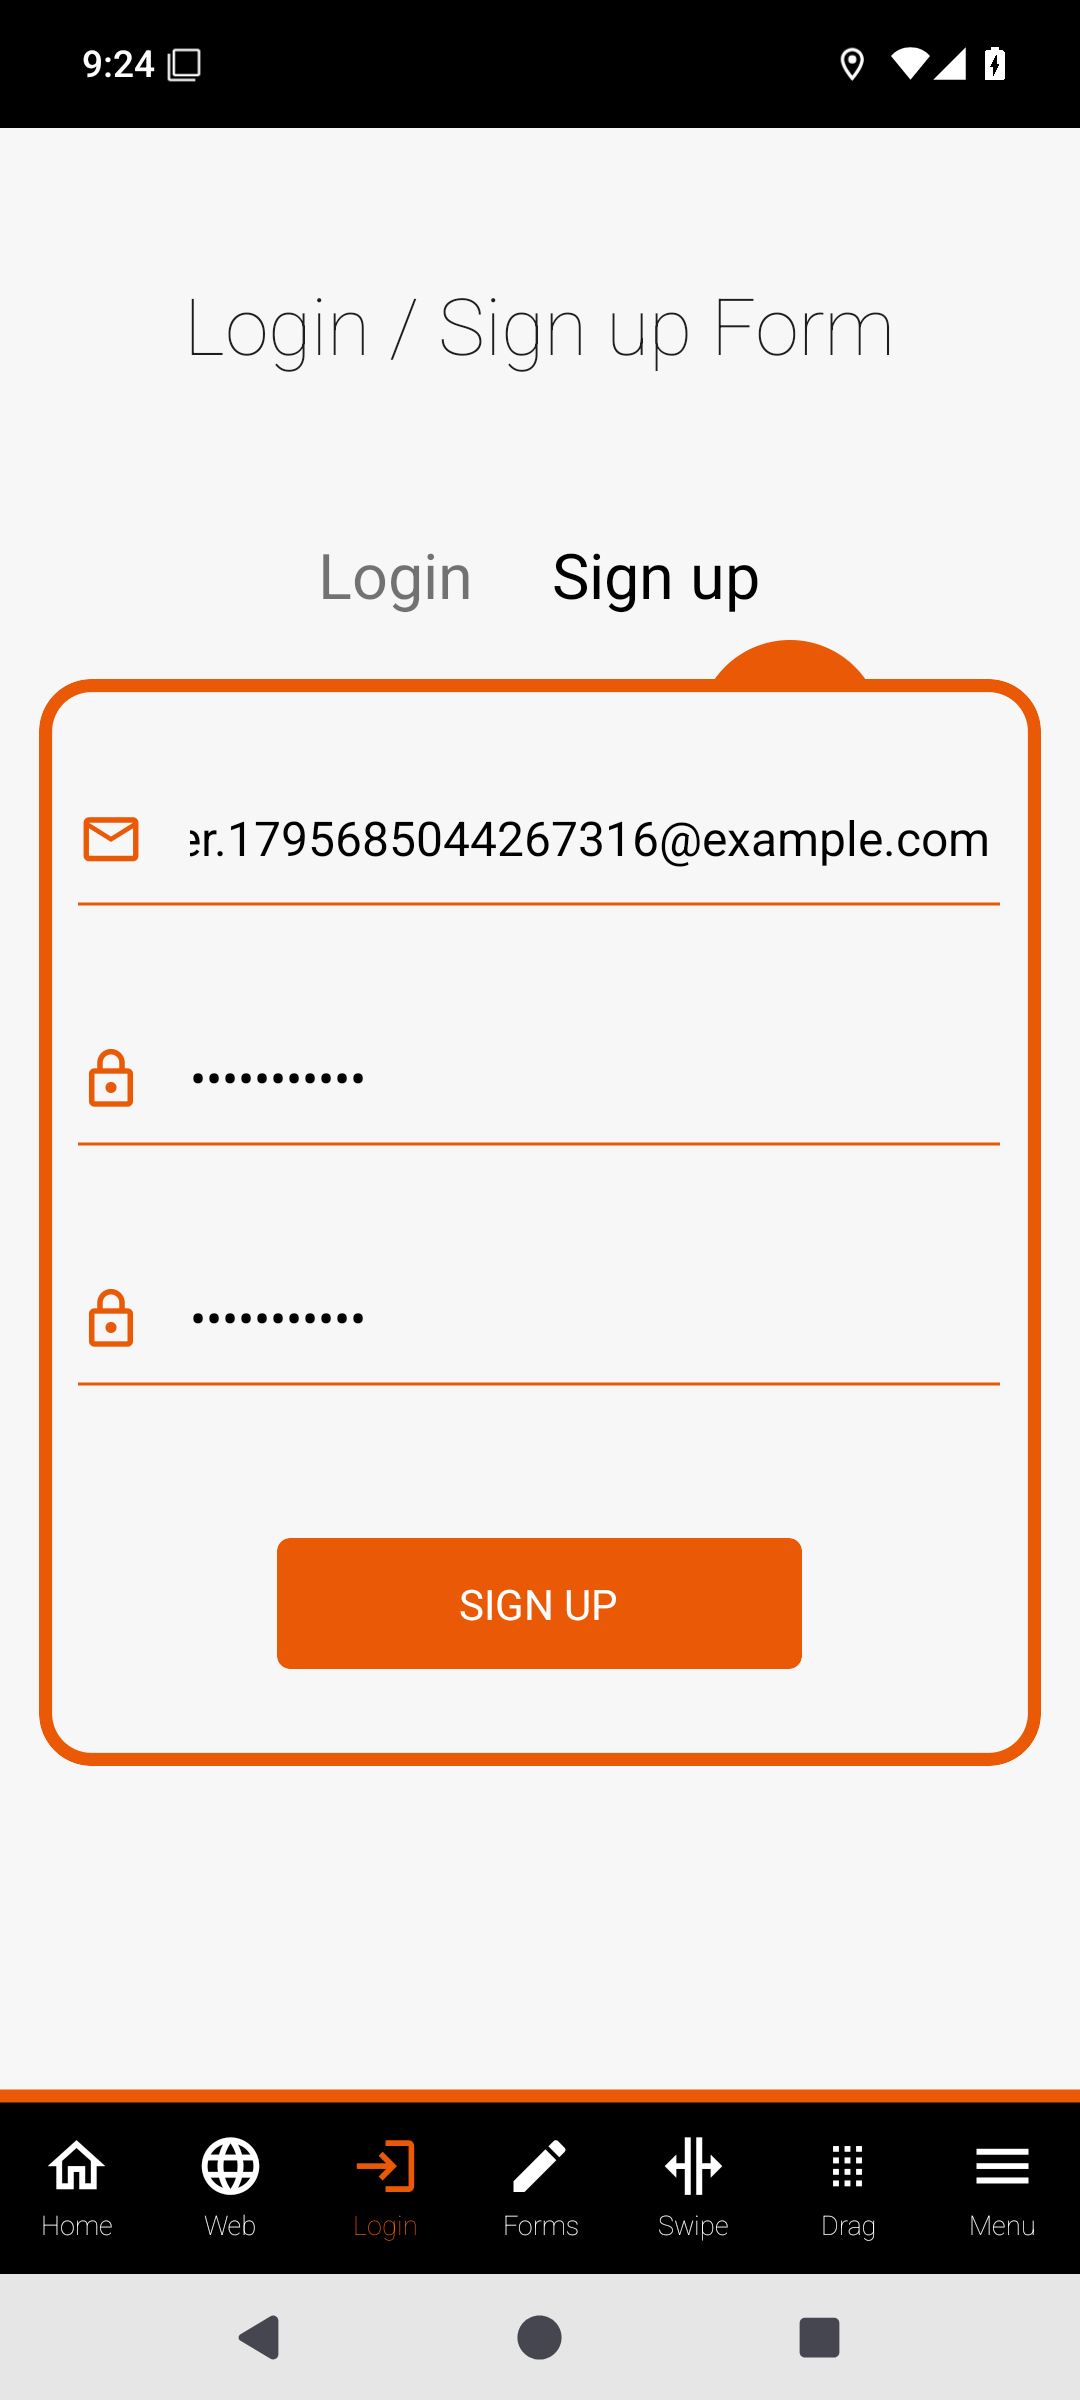 9:24
Login / Sign up Form
Login Sign up
er.1795685044267316@example.com
•••••••••••
•••••••••••
SIGN UP
Home Web Login Forms Swipe Drag Menu